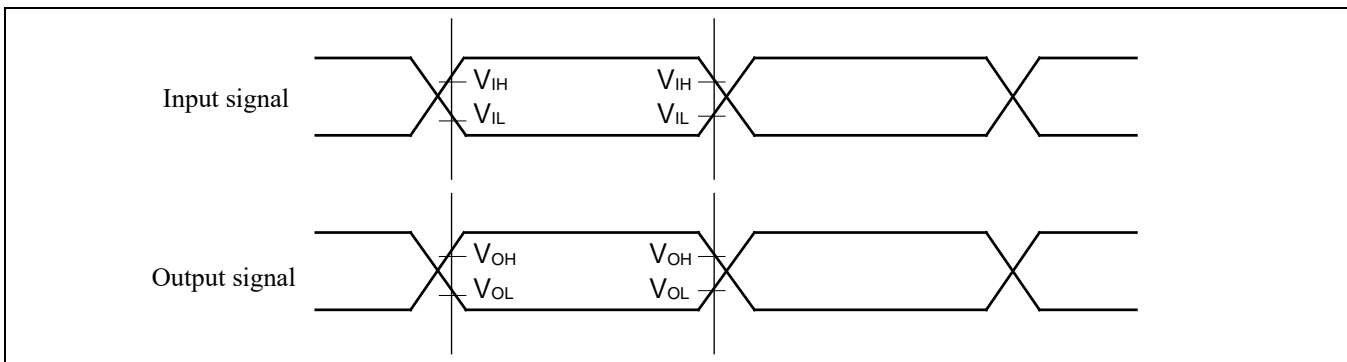 Input signal
VIH
VIH
VIL
VIL
Output signal
VOH
VOH
VOL
VOL